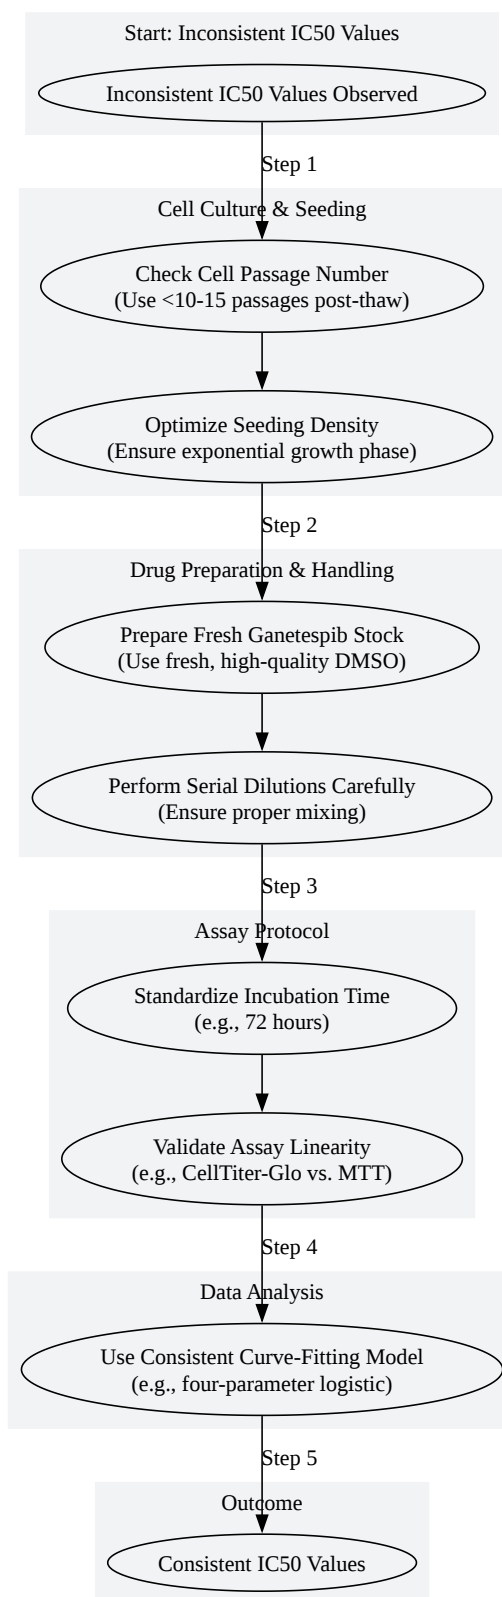 Start: Inconsistent IC50 Values
Inconsistent IC50 Values Observed
Step 1
Cell Culture & Seeding
Check Cell Passage Number
(Use <10-15 passages post-thaw)
Optimize Seeding Density
(Ensure exponential growth phase)
Step 2
Drug Preparation & Handling
Prepare Fresh Ganetespib Stock
(Use fresh, high-quality DMSO)
Perform Serial Dilutions Carefully
(Ensure proper mixing)
Step 3
Assay Protocol
Standardize Incubation Time
(e.g., 72 hours)
Validate Assay Linearity
(e.g., CellTiter-Glo vs. MTT)
Step 4
Data Analysis
Use Consistent Curve-Fitting Model
(e.g., four-parameter logistic)
Step 5
Outcome
Consistent IC50 Values